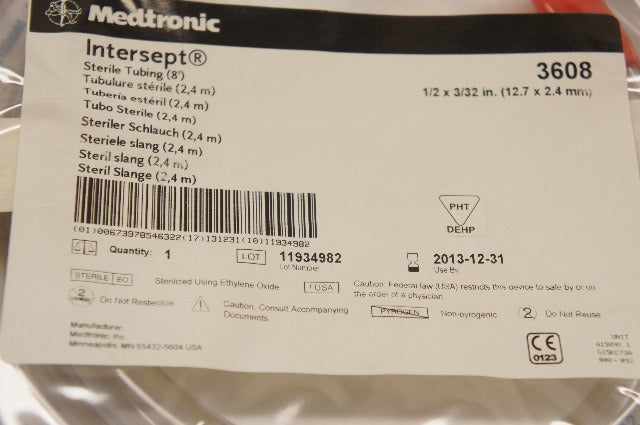 Medtronic
Intersept®
Sterile Tubing (8')
Tubulure stérile (2,4 m)
Tubería estéril (2,4 m)
Tubo Sterile (2,4 m)
Steriler Schlauch (2,4 m)
Steriele slang (2,4 m)
Steril slang (2,4 m)
Steril Slange (2,4 m)
3608
1/2 x 3/32 in. (12.7 x 2.4 mm)
PHT
DEHP
(01)00673978546322(17)131231(10)11934982
Quantity: 1
LOT 11934982
Lot Number
2013-12-31
Use By
STERILE EO
Sterilized Using Ethylene Oxide
! USA
Caution: Federal law (USA) restricts this device to sale by or on
the order of a physician
2
Do Not Resterilize
Caution, Consult Accompanying
Documents
PYROGEN
Non-pyrogenic
2
Do Not Reuse
Manufacturer:
Medtronic, Inc.
Minneapolis, MN 55432-5604 USA
CE
0123
UNIT